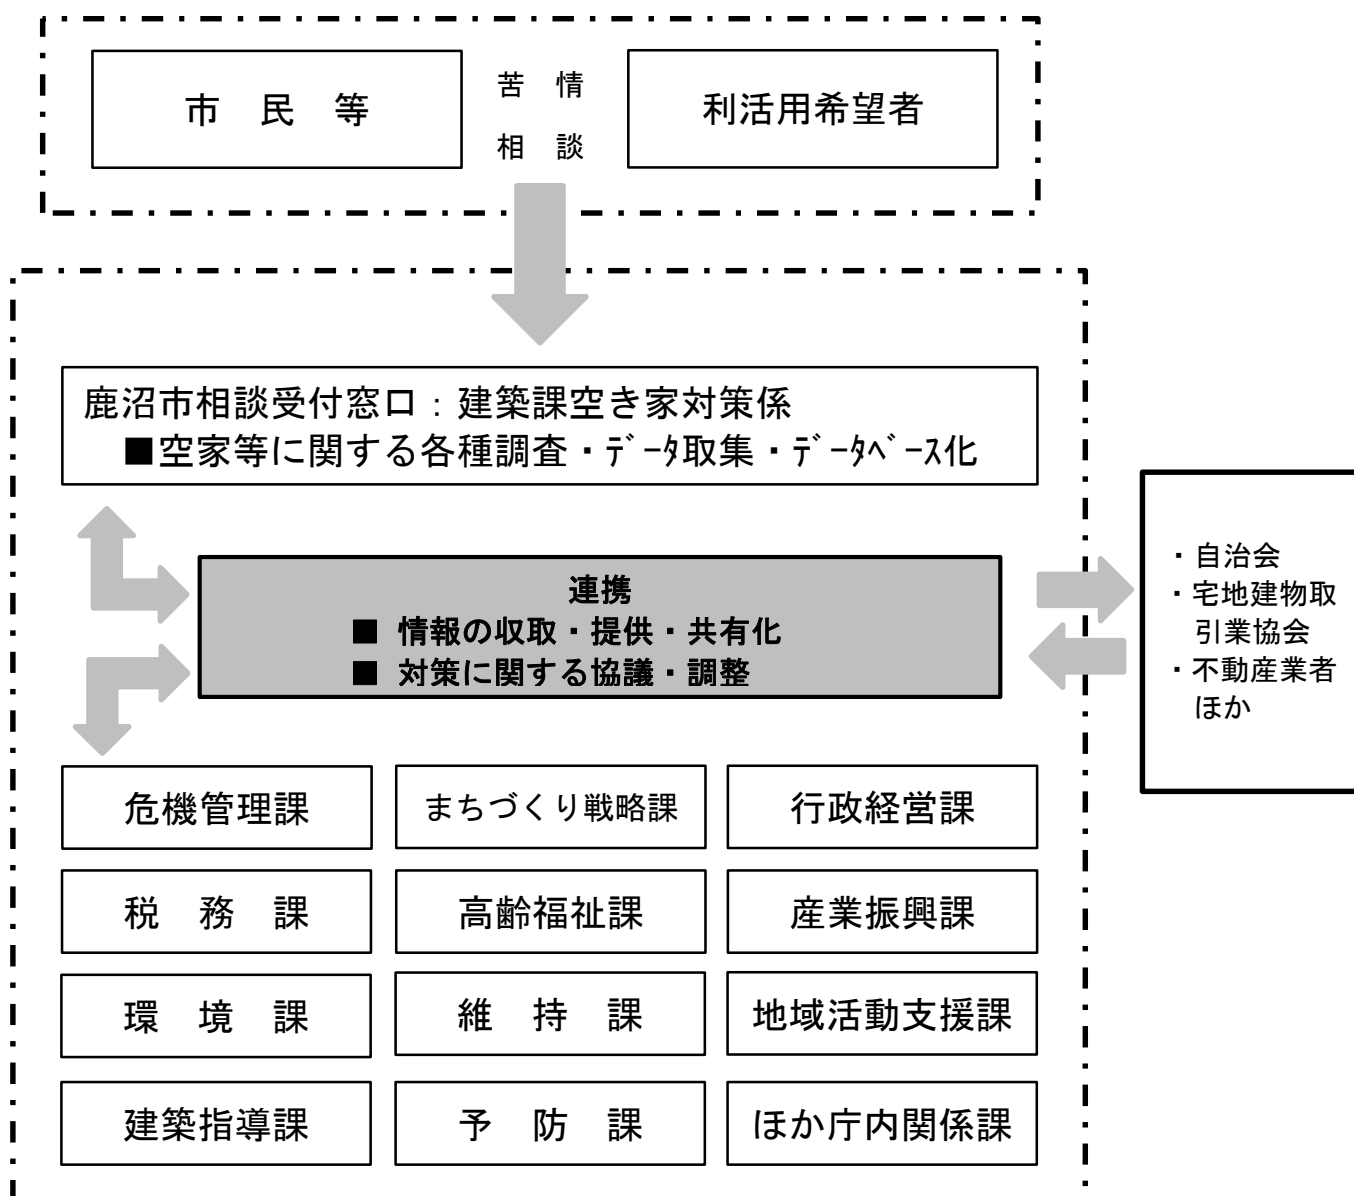 市　民　等
苦　情
相　談
利活用希望者
鹿沼市相談受付窓口：建築課空き家対策係
■空家等に関する各種調査・ﾃﾞｰﾀ取集・ﾃﾞｰﾀﾍﾞｰｽ化
連携
■ 情報の収取・提供・共有化
■ 対策に関する協議・調整
・自治会
・宅地建物取
引業協会
・不動産業者
ほか
危機管理課
まちづくり戦略課
行政経営課
税　務　課
高齢福祉課
産業振興課
環　境　課
維　持　課
地域活動支援課
建築指導課
予　防　課
ほか庁内関係課